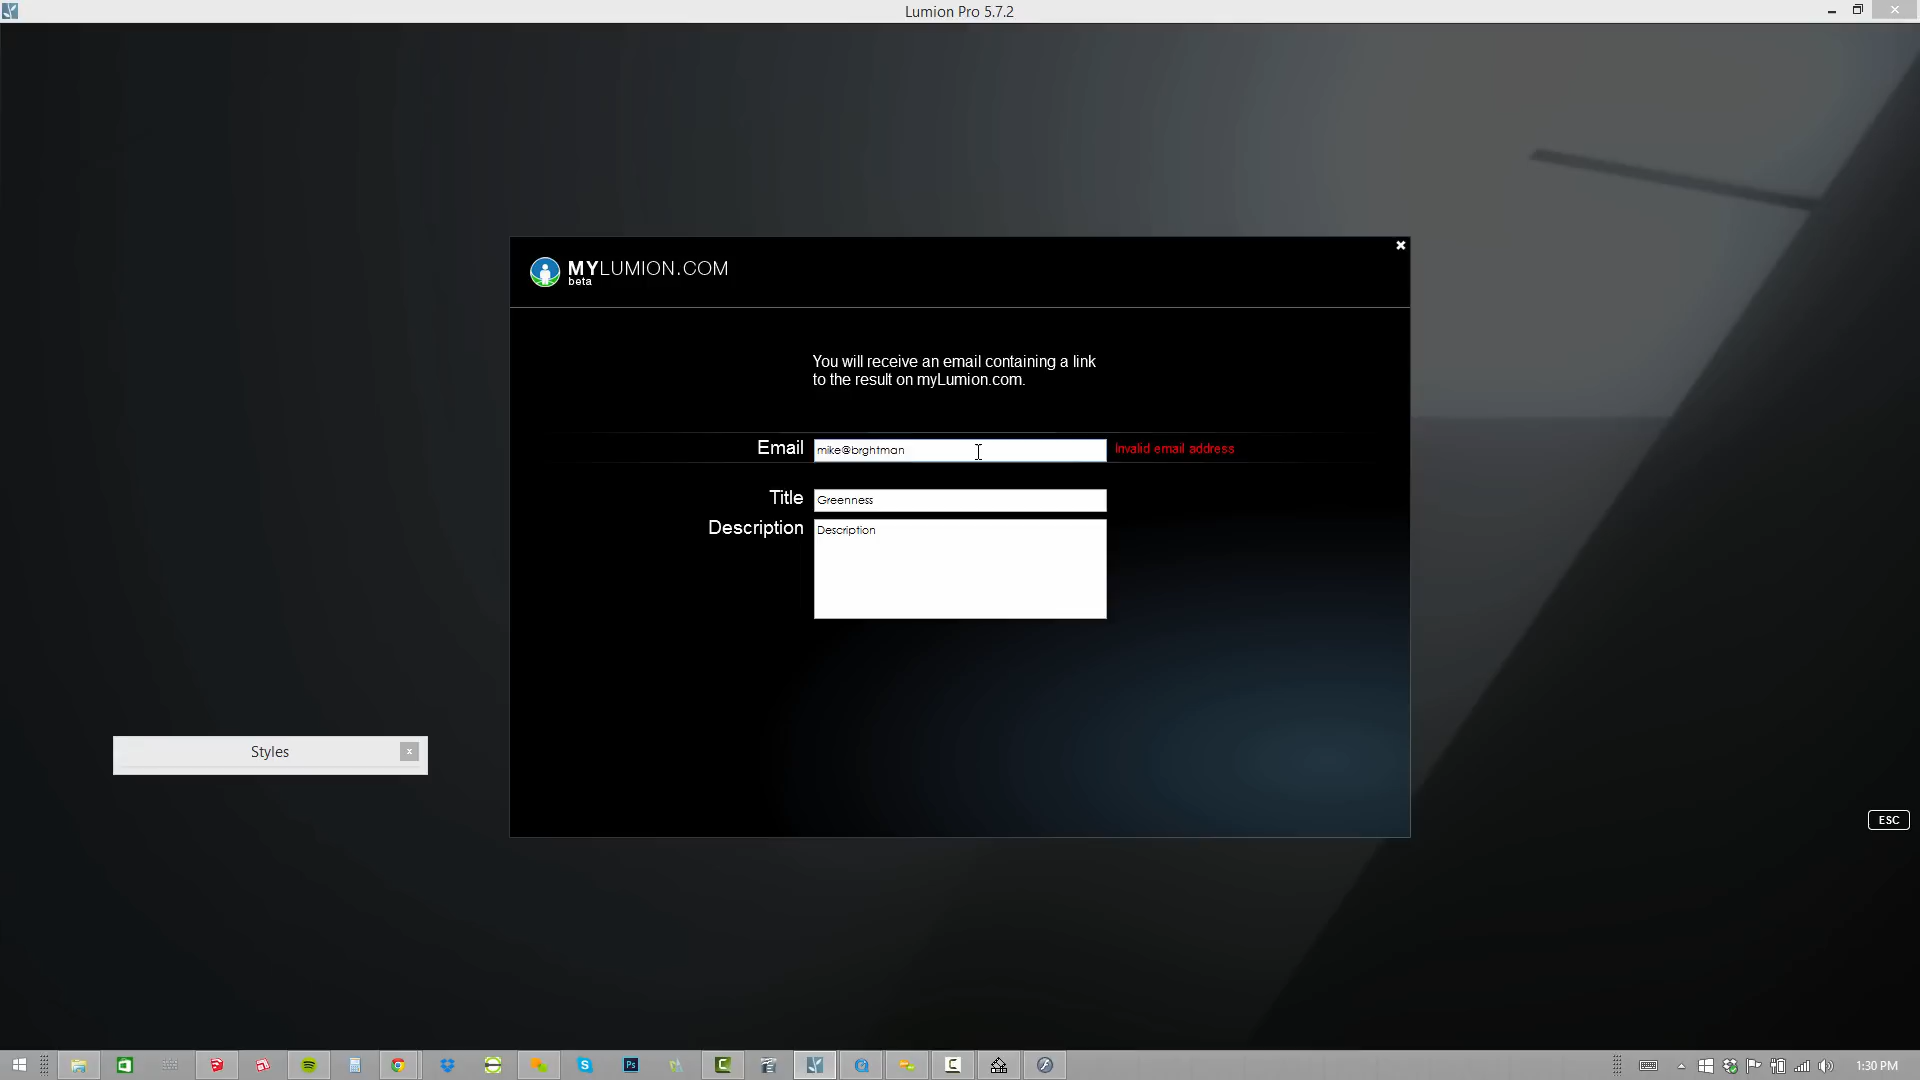 Lumion Pro 5.7.2
MYLUMION.COM
beta
You will receive an email containing a link
to the result on myLumion.com.
Email
mike@brghtman
Invalid email address
Title
Greenness
Description
Description
Styles
ESC
Ps
1:30 PM